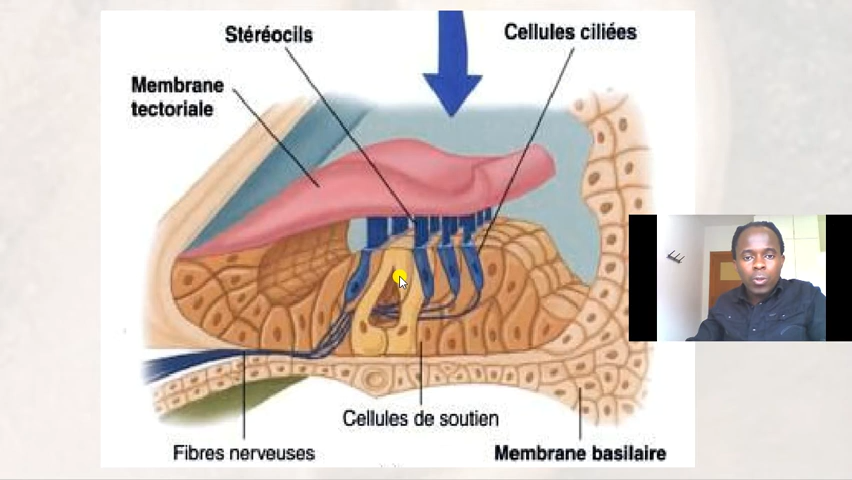 Stéréocils
Cellules ciliées
Membrane
tectoriale
Cellules de soutien
Fibres nerveuses
Membrane basilaire